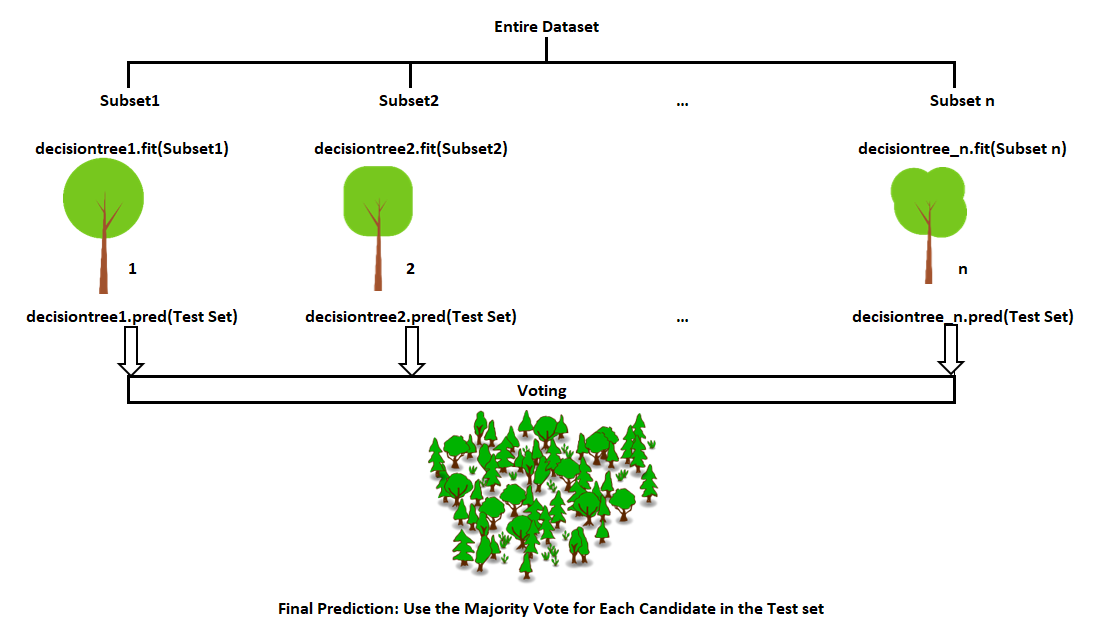 Entire Dataset
Subset1 Subset2 ... Subset n
decisiontree1.fit(Subset1) decisiontree2.fit(Subset2) decisiontree_n.fit(Subset n)
1 2 n
decisiontree1.pred(Test Set) decisiontree2.pred(Test Set) ... decisiontree_n.pred(Test Set)
Voting
Final Prediction: Use the Majority Vote for Each Candidate in the Test set